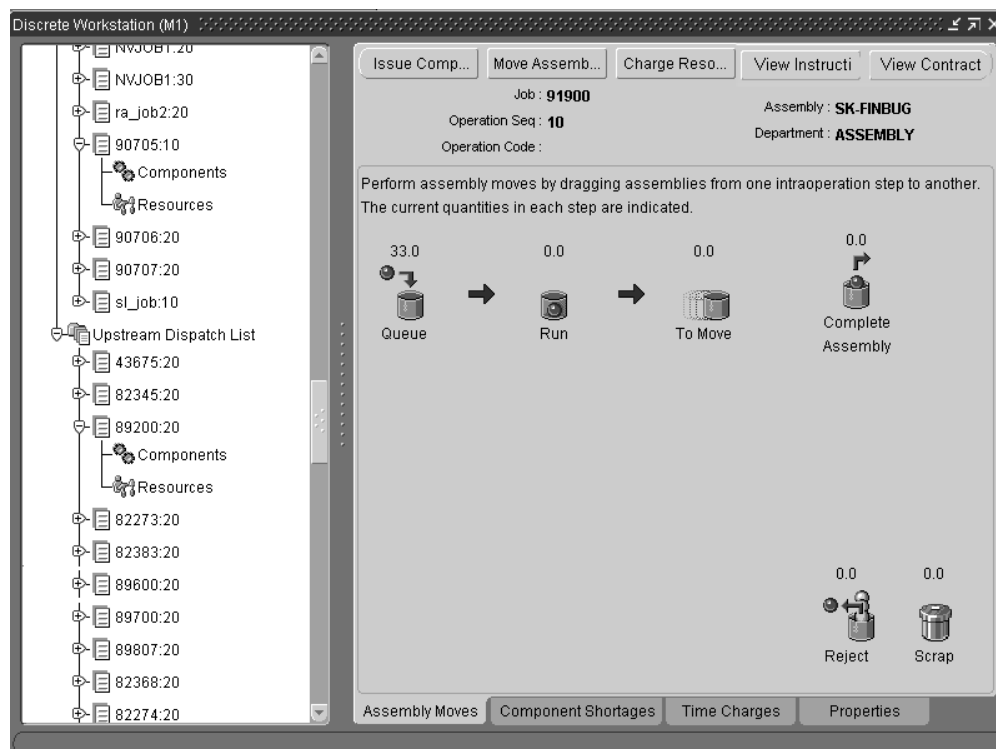 Discrete Workstation (M1)
NVJOB1:20
NVJOB1:30
ra_job2:20
90705:10
Components
Resources
90706:20
90707:20
sl_job:10
Upstream Dispatch List
43675:20
82345:20
89200:20
Components
Resources
82273:20
82383:20
89600:20
89700:20
89807:20
82368:20
82274:20
Issue Comp... Move Assemb... Charge Reso... View Instructi View Contract
Job : 91900
Operation Seq : 10
Operation Code :
Assembly : SK-FINBUG
Department : ASSEMBLY
Perform assembly moves by dragging assemblies from one intraoperation step to another.
The current quantities in each step are indicated.
33.0 0.0 0.0 0.0
Queue Run To Move Complete
Assembly
0.0 0.0
Reject Scrap
Assembly Moves Component Shortages Time Charges Properties